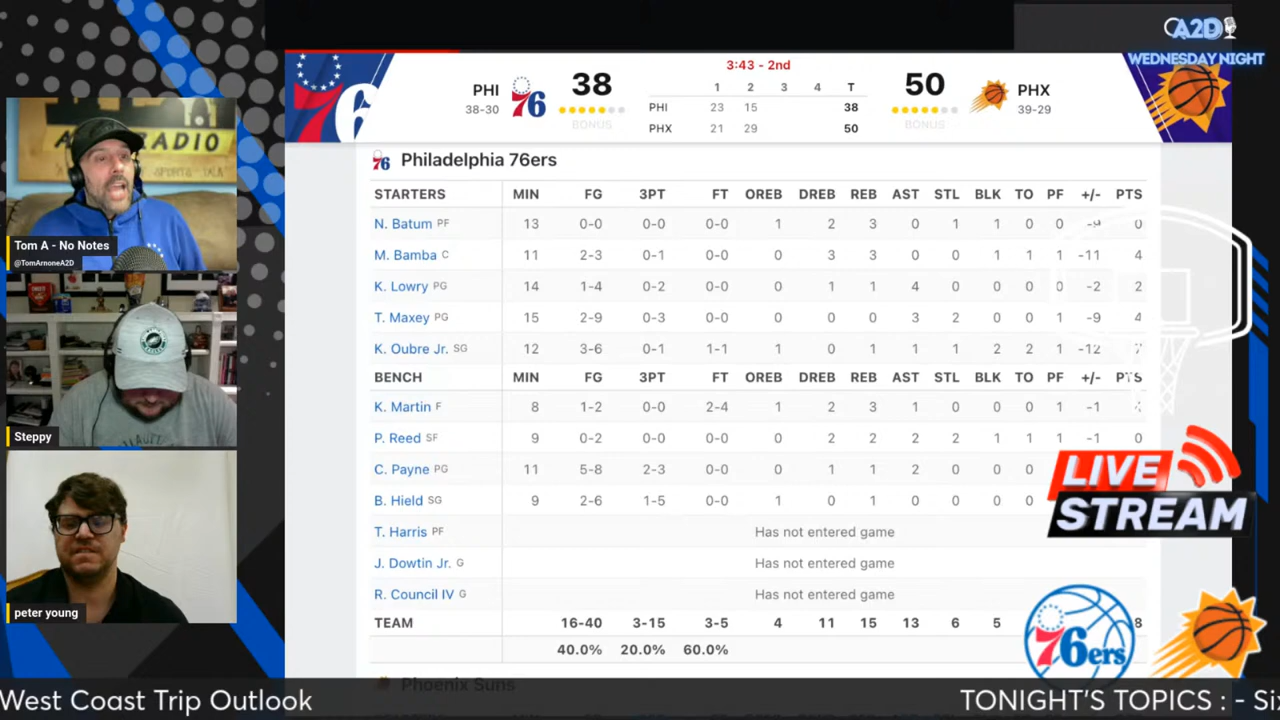 A2D
WEDNESDAY NIGHT
RADIO
Tom A - No Notes
@TomArnoneA2D
Steppy
peter young
3:43 - 2nd
PHI 38 50 PHX
38-30 39-29
BONUS BONUS
1 2 3 4 T
PHI 23 15 38
PHX 21 29 50
76 Philadelphia 76ers
STARTERS MIN FG 3PT FT OREB DREB REB AST STL BLK TO PF +/- PTS
N. Batum PF 13 0-0 0-0 0-0 1 2 3 0 1 1 0 0 -9 0
M. Bamba C 11 2-3 0-1 0-0 0 3 3 0 0 1 1 1 -11 4
K. Lowry PG 14 1-4 0-2 0-0 0 1 1 4 0 0 0 0 -2 2
T. Maxey PG 15 2-9 0-3 0-0 0 0 0 3 2 0 0 1 -9 4
K. Oubre Jr. SG 12 3-6 0-1 1-1 1 0 1 1 1 2 2 1 -12 7
BENCH MIN FG 3PT FT OREB DREB REB AST STL BLK TO PF +/- PTS
K. Martin F 8 1-2 0-0 2-4 1 2 3 1 0 0 0 1 -1 4
P. Reed SF 9 0-2 0-0 0-0 0 2 2 2 2 1 1 1 -1 0
C. Payne PG 11 5-8 2-3 0-0 0 1 1 2 0 0 0
B. Hield SG 9 2-6 1-5 0-0 1 0 1 0 0 0 0
T. Harris PF Has not entered game
J. Dowtin Jr. G Has not entered game
R. Council IV G Has not entered game
TEAM 16-40 3-15 3-5 4 11 15 13 6 5 8
40.0% 20.0% 60.0%
Phoenix Suns
LIVE
STREAM
76ers
West Coast Trip Outlook TONIGHT'S TOPICS : - Six